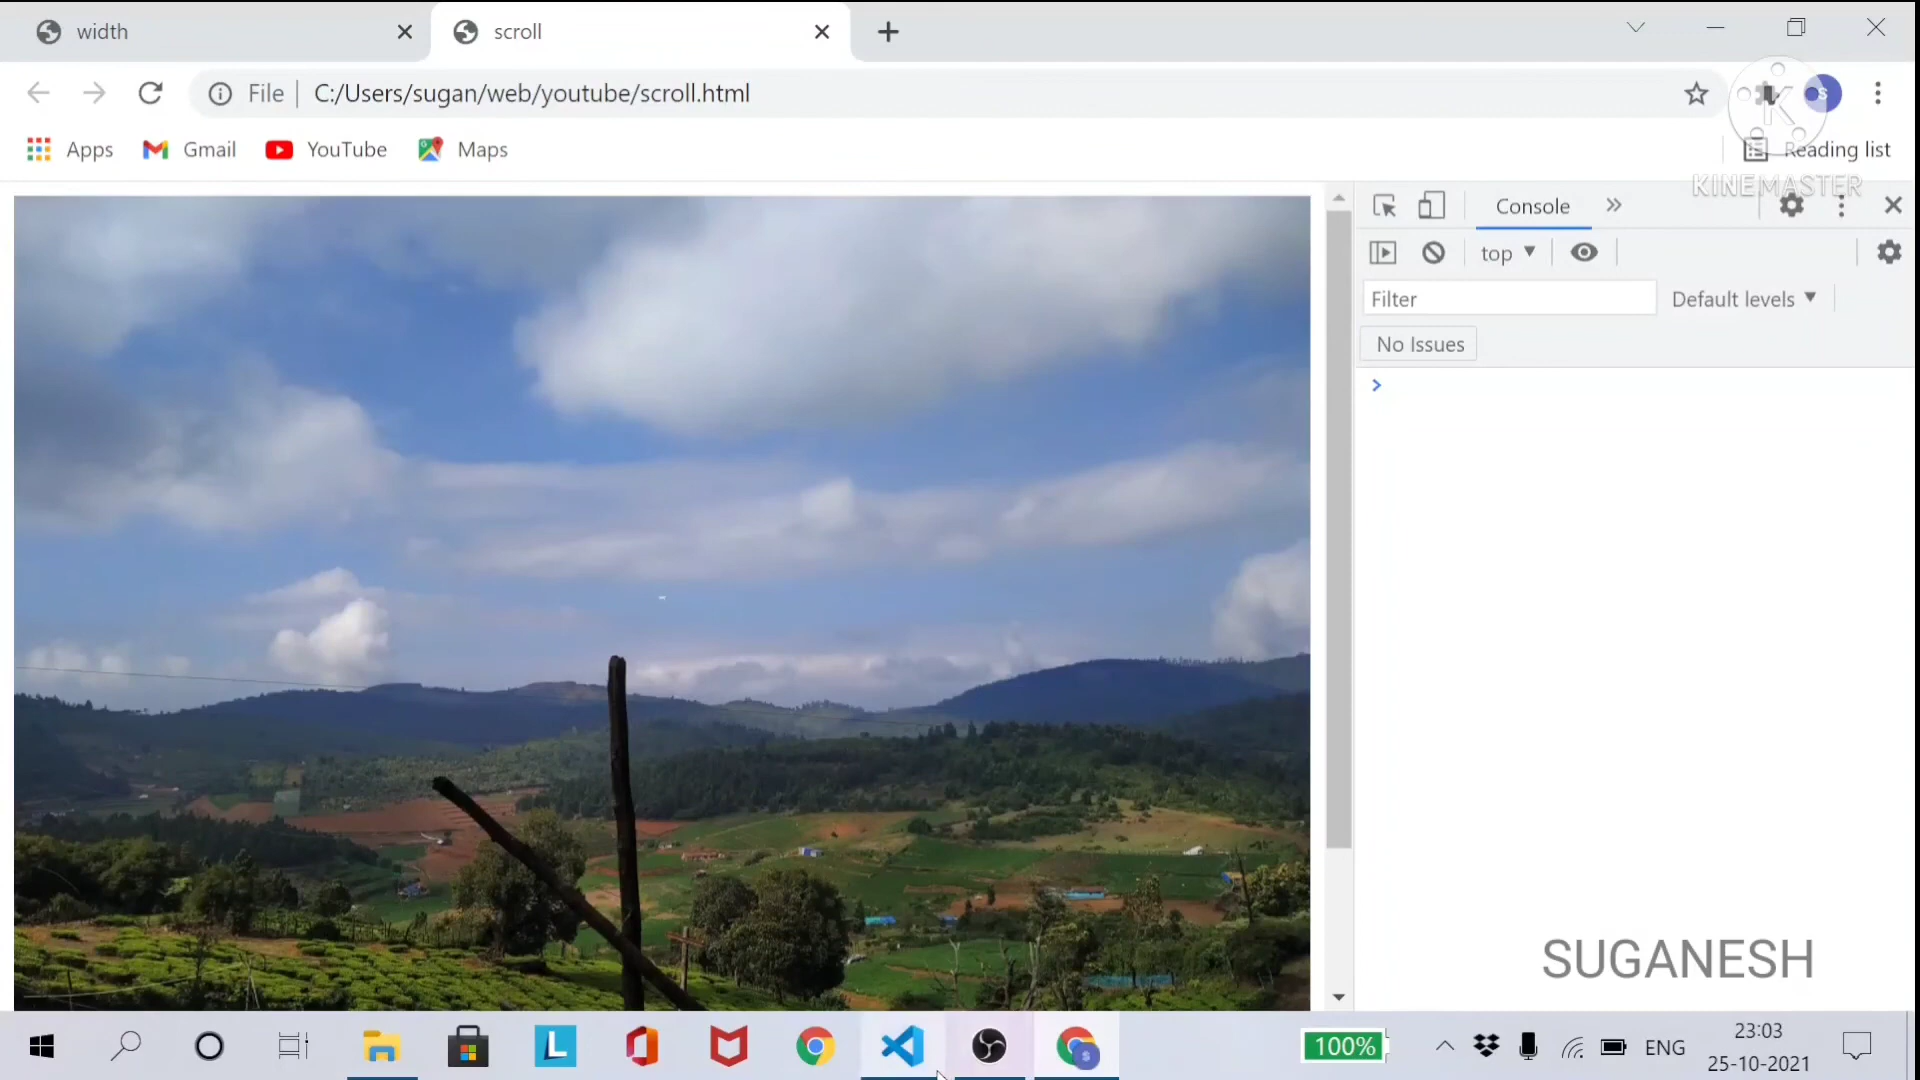 width
scroll
File
C:/Users/sugan/web/youtube/scroll.html
S
Apps
Gmail
YouTube
Maps
Reading list
K
KINEMASTER
Console
top
Filter
Default levels
No Issues
SUGANESH
L
S
100%
ENG
23:03
25-10-2021